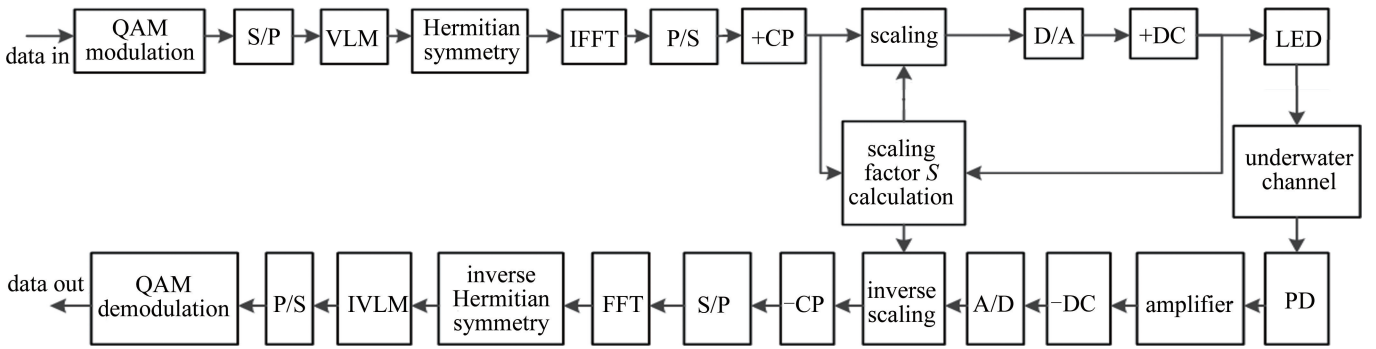 data in
QAM
modulation
S/P
VLM
Hermitian
symmetry
IFFT
P/S
+CP
scaling
D/A
+DC
LED
scaling
factor S
calculation
underwater
channel
data out
QAM
demodulation
P/S
IVLM
inverse
Hermitian
symmetry
FFT
S/P
−CP
inverse
scaling
A/D
−DC
amplifier
PD